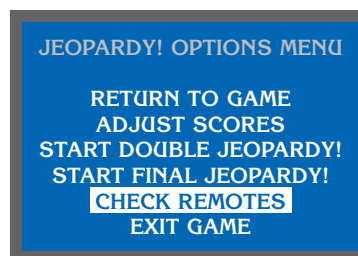 JEOPARDY! OPTIONS MENU
RETURN TO GAME
ADJUST SCORES
START DOUBLE JEOPARDY!
START FINAL JEOPARDY!
CHECK REMOTES
EXIT GAME